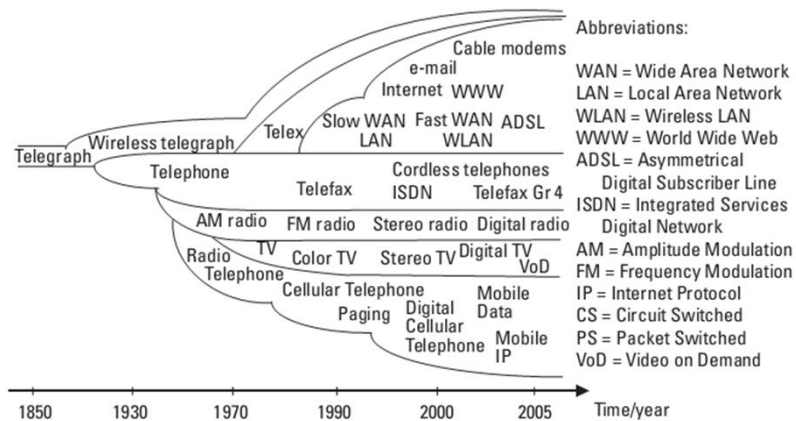 Abbreviations:
Cable modems
e-mail
Internet WWW
WAN = Wide Area Network
LAN = Local Area Network
WLAN = Wireless LAN
WWW = World Wide Web
ADSL = Asymmetrical
Digital Subscriber Line
ISDN = Integrated Services
Digital Network
AM = Amplitude Modulation
FM = Frequency Modulation
IP = Internet Protocol
CS = Circuit Switched
PS = Packet Switched
VoD = Video on Demand
Telex
Slow WAN Fast WAN ADSL
LAN WLAN
Wireless telegraph
Telegraph
Telephone
Cordless telephones
Telefax ISDN Telefax Gr 4
AM radio FM radio Stereo radio Digital radio
Radio
Telephone
TV
Color TV Stereo TV Digital TV
VoD
Cellular Telephone
Paging
Digital
Cellular
Telephone
Mobile
Data
Mobile
IP
1850 1930 1970 1990 2000 2005 Time/year